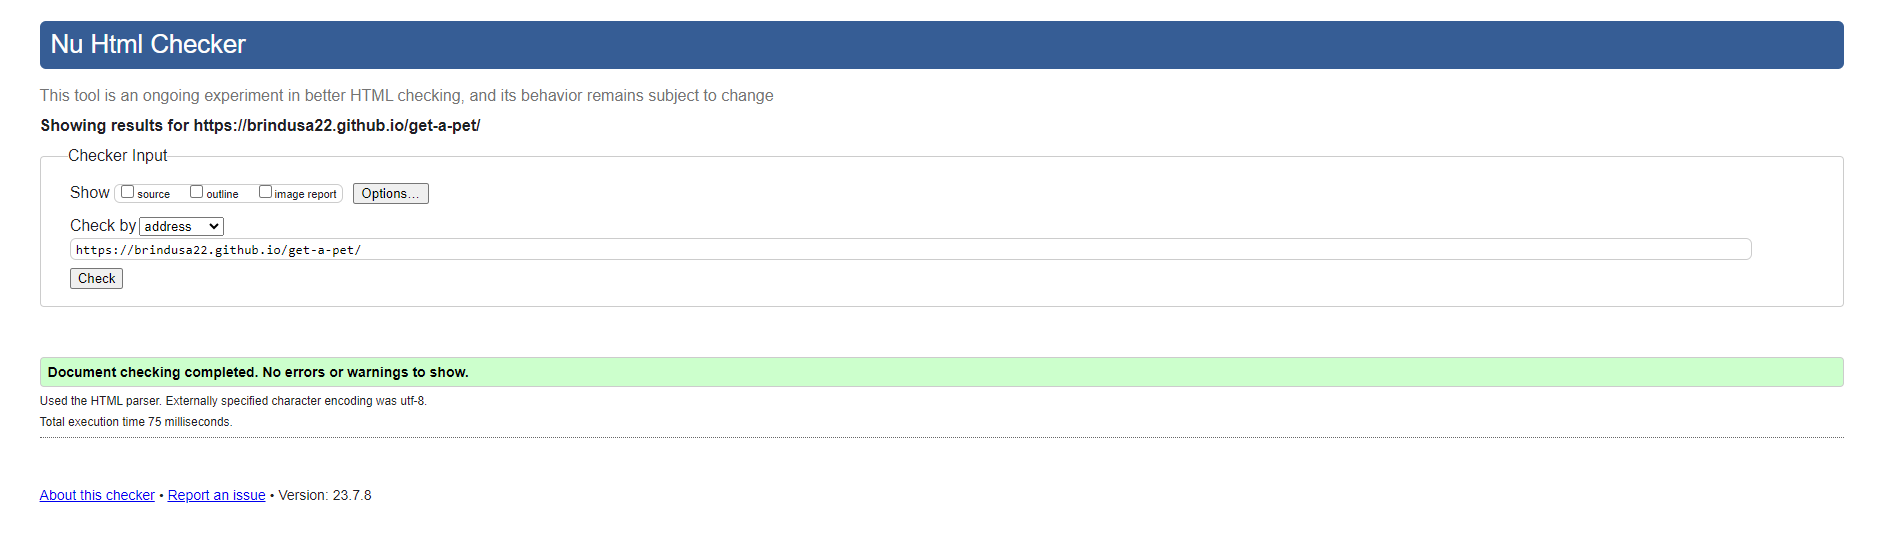 Nu Html Checker
This tool is an ongoing experiment in better HTML checking, and its behavior remains subject to change
Showing results for https://brindusa22.github.io/get-a-pet/
Checker Input
Show source outline image report Options...
Check by address
https://brindusa22.github.io/get-a-pet/
Check
Document checking completed. No errors or warnings to show.
Used the HTML parser. Externally specified character encoding was utf-8.
Total execution time 75 milliseconds.
About this checker • Report an issue • Version: 23.7.8